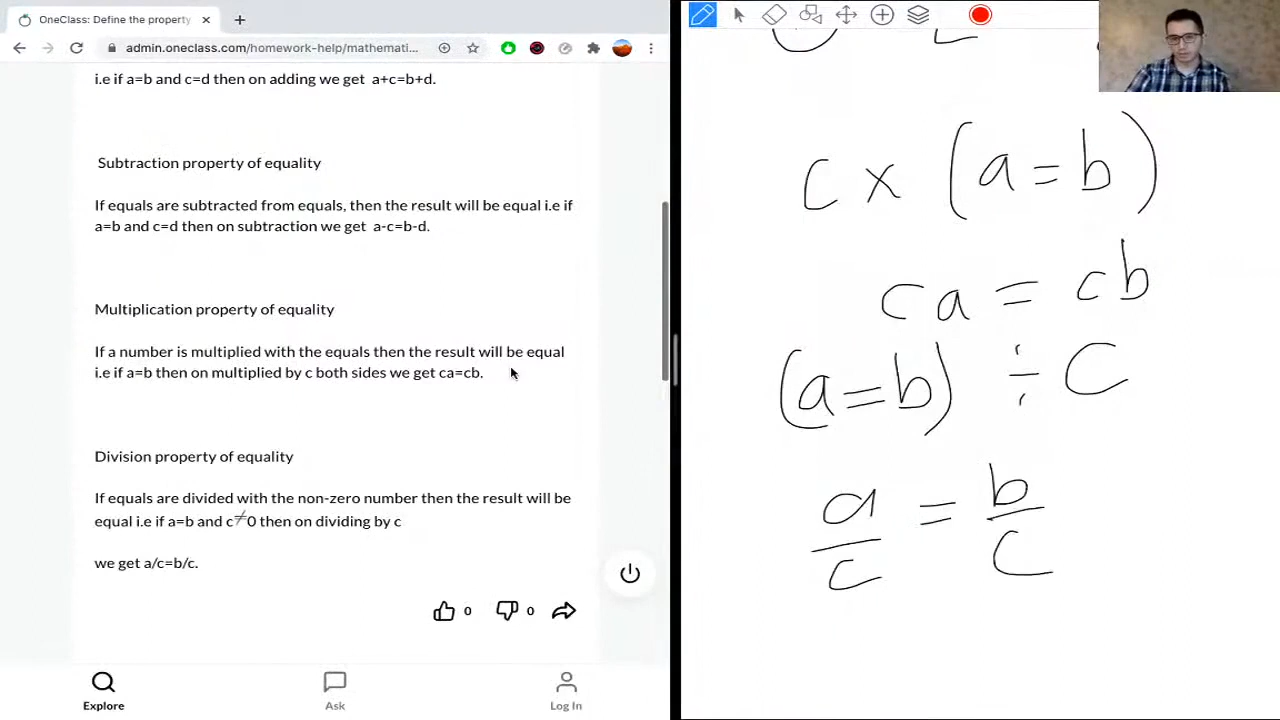 OneClass: Define the property
admin.oneclass.com/homework-help/mathemati...
i.e if a=b and c=d then on adding we get a+c=b+d.
Subtraction property of equality
If equals are subtracted from equals, then the result will be equal i.e if
a=b and c=d then on subtraction we get a-c=b-d.
Multiplication property of equality
If a number is multiplied with the equals then the result will be equal
i.e if a=b then on multiplied by c both sides we get ca=cb.
Division property of equality
If equals are divided with the non-zero number then the result will be
equal i.e if a=b and c≠0 then on dividing by c
we get a/c=b/c.
0 0
Explore Ask Log In
c x (a=b)
ca = cb
(a=b) ÷ C
a/c = b/c